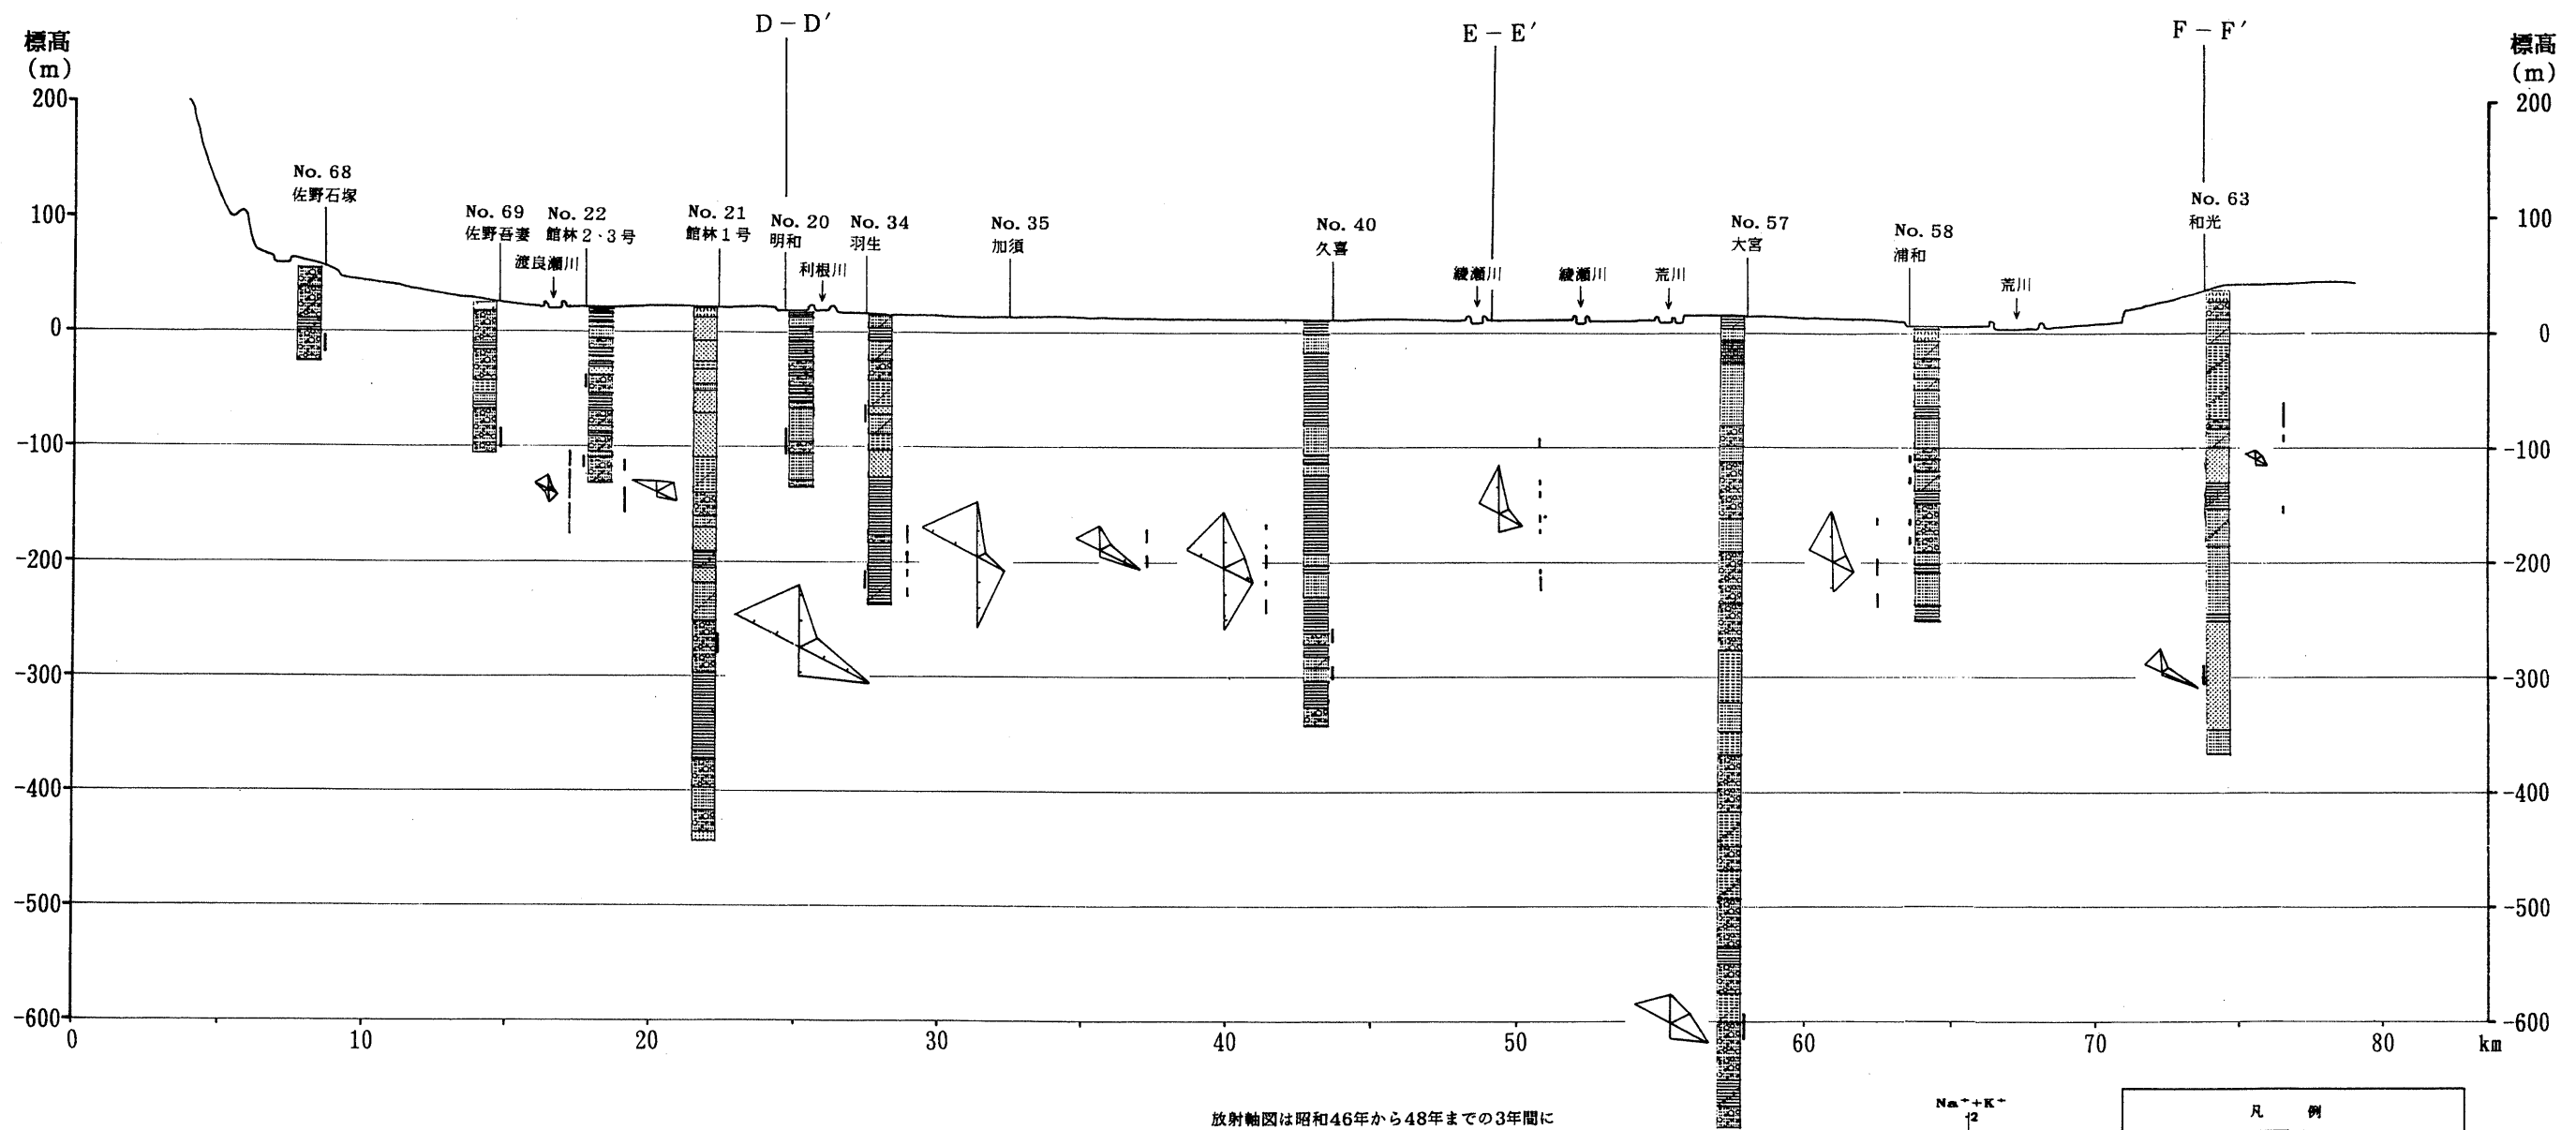 D－D′
E－E′
F－F′
標高
(m)
標高
(m)
200
100
0
-100
-200
-300
-400
-500
-600
200
100
0
-100
-200
-300
-400
-500
-600
No. 68
佐野石塚
No. 69
佐野吾妻
No. 22
館林2、3号
渡良瀬川
No. 21
館林1号
No. 20
明和
利根川
No. 34
羽生
No. 35
加須
No. 40
久喜
綾瀬川
綾瀬川
荒川
No. 57
大宮
No. 58
浦和
荒川
No. 63
和光
0 10 20 30 40 50 60 70 80 km
放射軸図は昭和46年から48年までの3年間に
Na⁺+K⁺
2
凡例